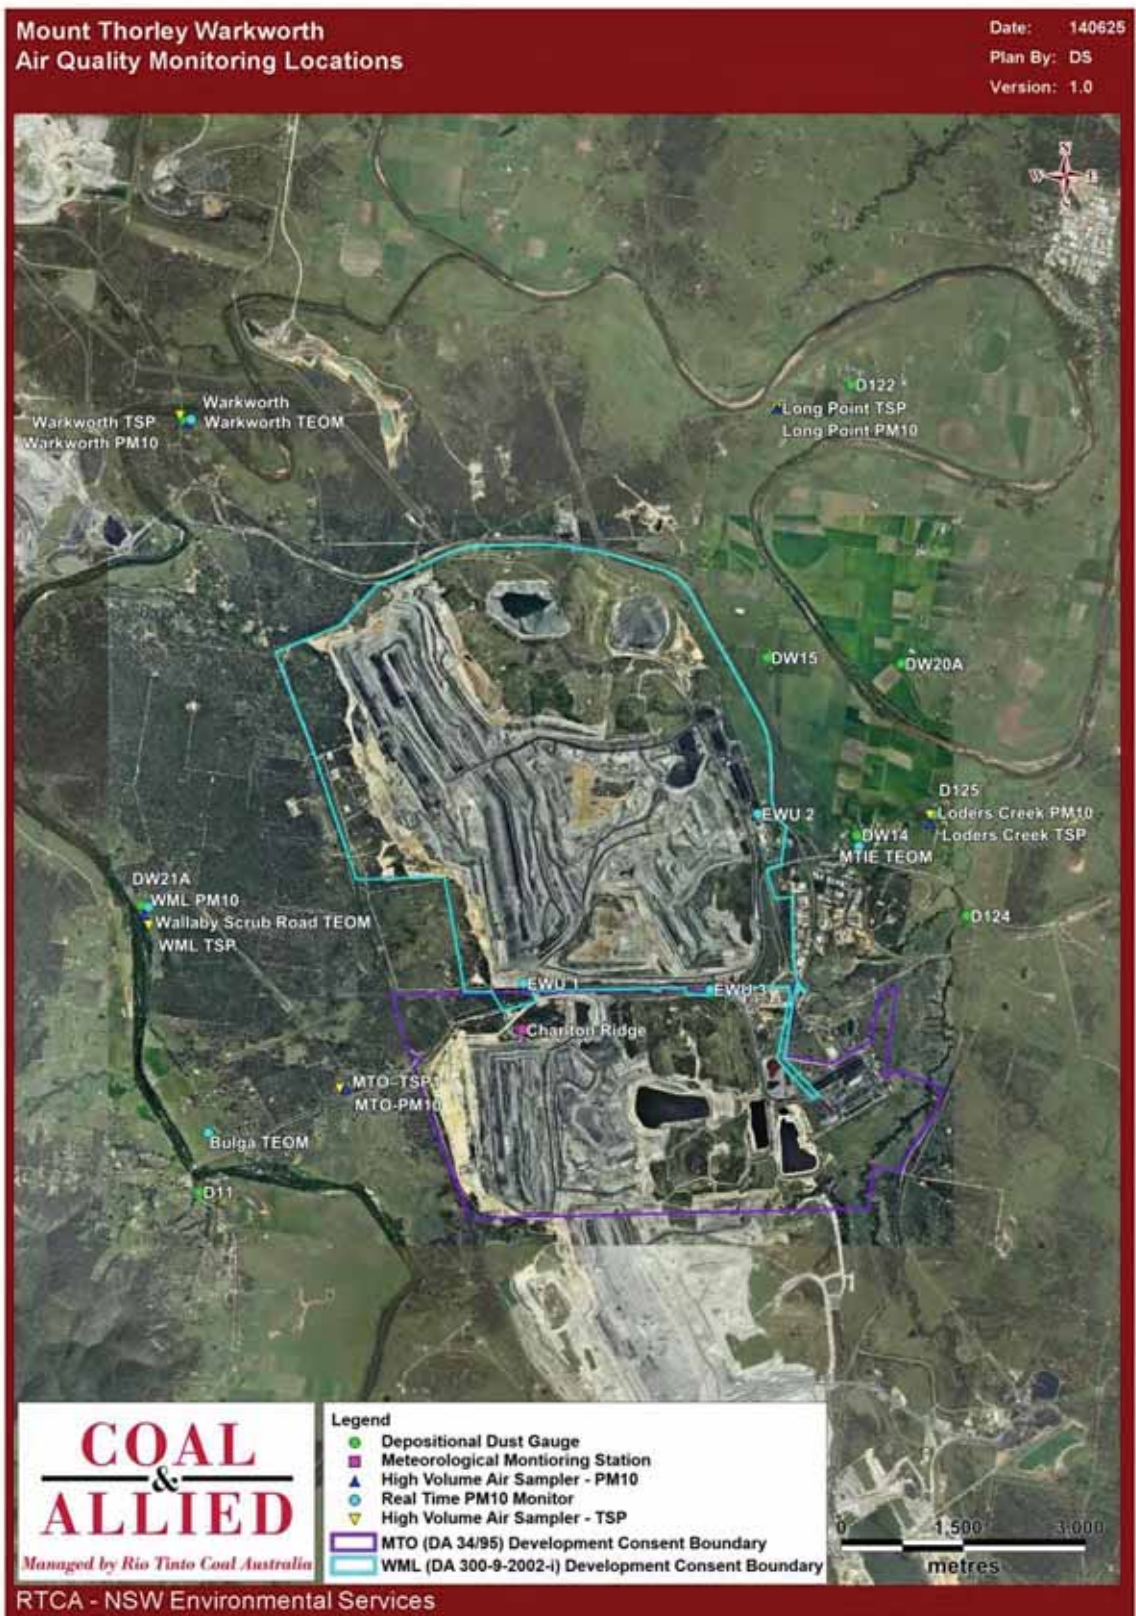 Mount Thorley Warkworth
Air Quality Monitoring Locations
Date: 140625
Plan By: DS
Version: 1.0
N
W E
D122
Long Point TSP
Long Point PM10
Warkworth
Warkworth TSP
Warkworth TEOM
Warkworth PM10
DW15
DW20A
D125
EWU 2
Loders Creek PM10
DW14
Loders Creek TSP
MTIE TEOM
DW21A
WML PM10
Wallaby Scrub Road TEOM
WML TSP
D124
EWU 1
EWU 3
Charlton Ridge
MTO-TSP1
MTO-PM10
Bulga TEOM
D11
COAL
&
ALLIED
Managed by Rio Tinto Coal Australia
Legend
Depositional Dust Gauge
Meteorological Montioring Station
High Volume Air Sampler - PM10
Real Time PM10 Monitor
High Volume Air Sampler - TSP
MTO (DA 34/95) Development Consent Boundary
WML (DA 300-9-2002-i) Development Consent Boundary
0 1,500 3,000
metres
RTCA - NSW Environmental Services